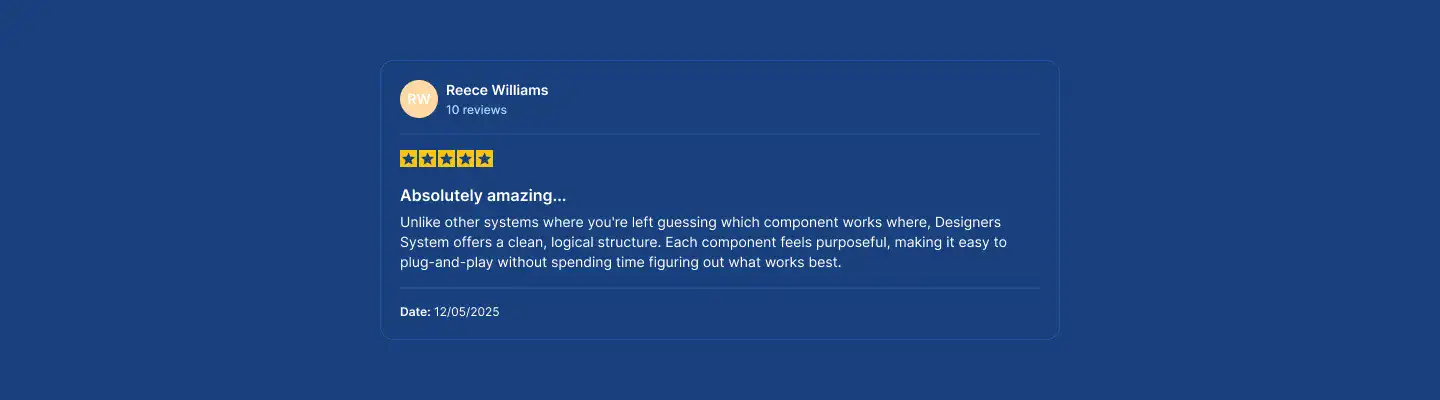 RW
Reece Williams
10 reviews
Absolutely amazing...
Unlike other systems where you're left guessing which component works where, Designers
System offers a clean, logical structure. Each component feels purposeful, making it easy to
plug-and-play without spending time figuring out what works best.
Date: 12/05/2025